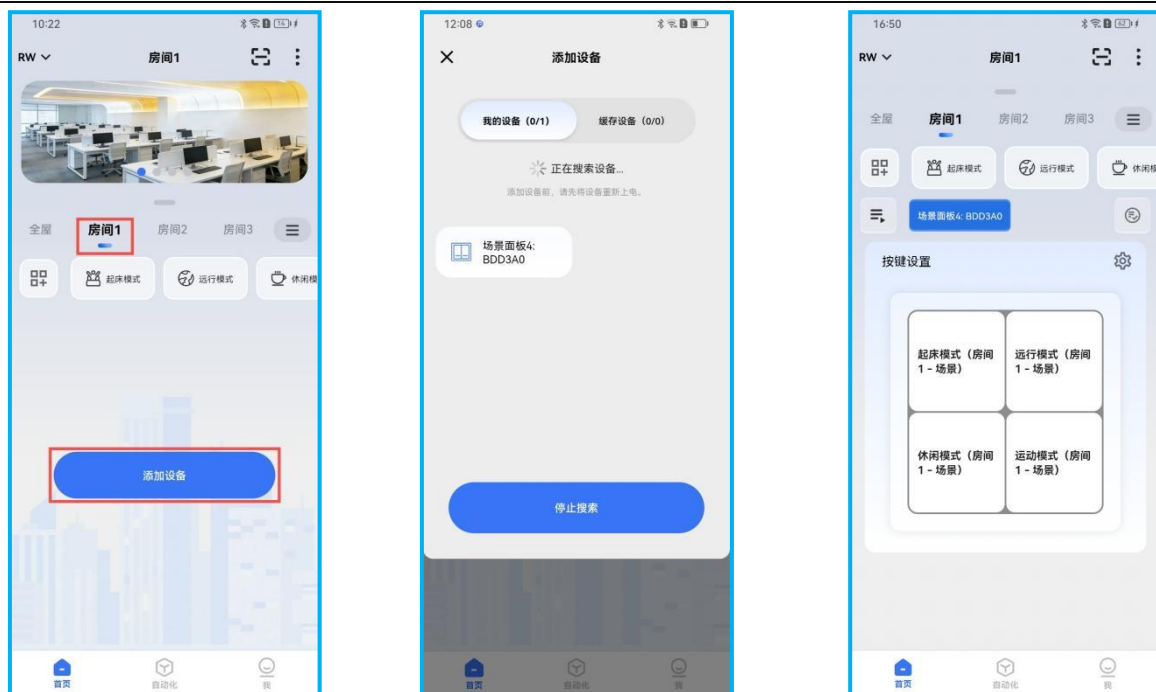 10:22
14
RW
房间1
全屋
房间1
房间2
房间3
起床模式
远行模式
休闲模
添加设备
首页
自动化
我
12:08
添加设备
我的设备（0/1）
缓存设备（0/0）
正在搜索设备...
添加设备前，请先将设备重新上电。
场景面板4:
BDD3A0
停止搜索
首页
自动化
我
16:50
62
RW
房间1
全屋
房间1
房间2
房间3
起床模式
远行模式
休闲模
场景面板4: BDD3A0
按键设置
起床模式（房间
1 - 场景）
远行模式（房间
1 - 场景）
休闲模式（房间
1 - 场景）
运动模式（房间
1 - 场景）
首页
自动化
我